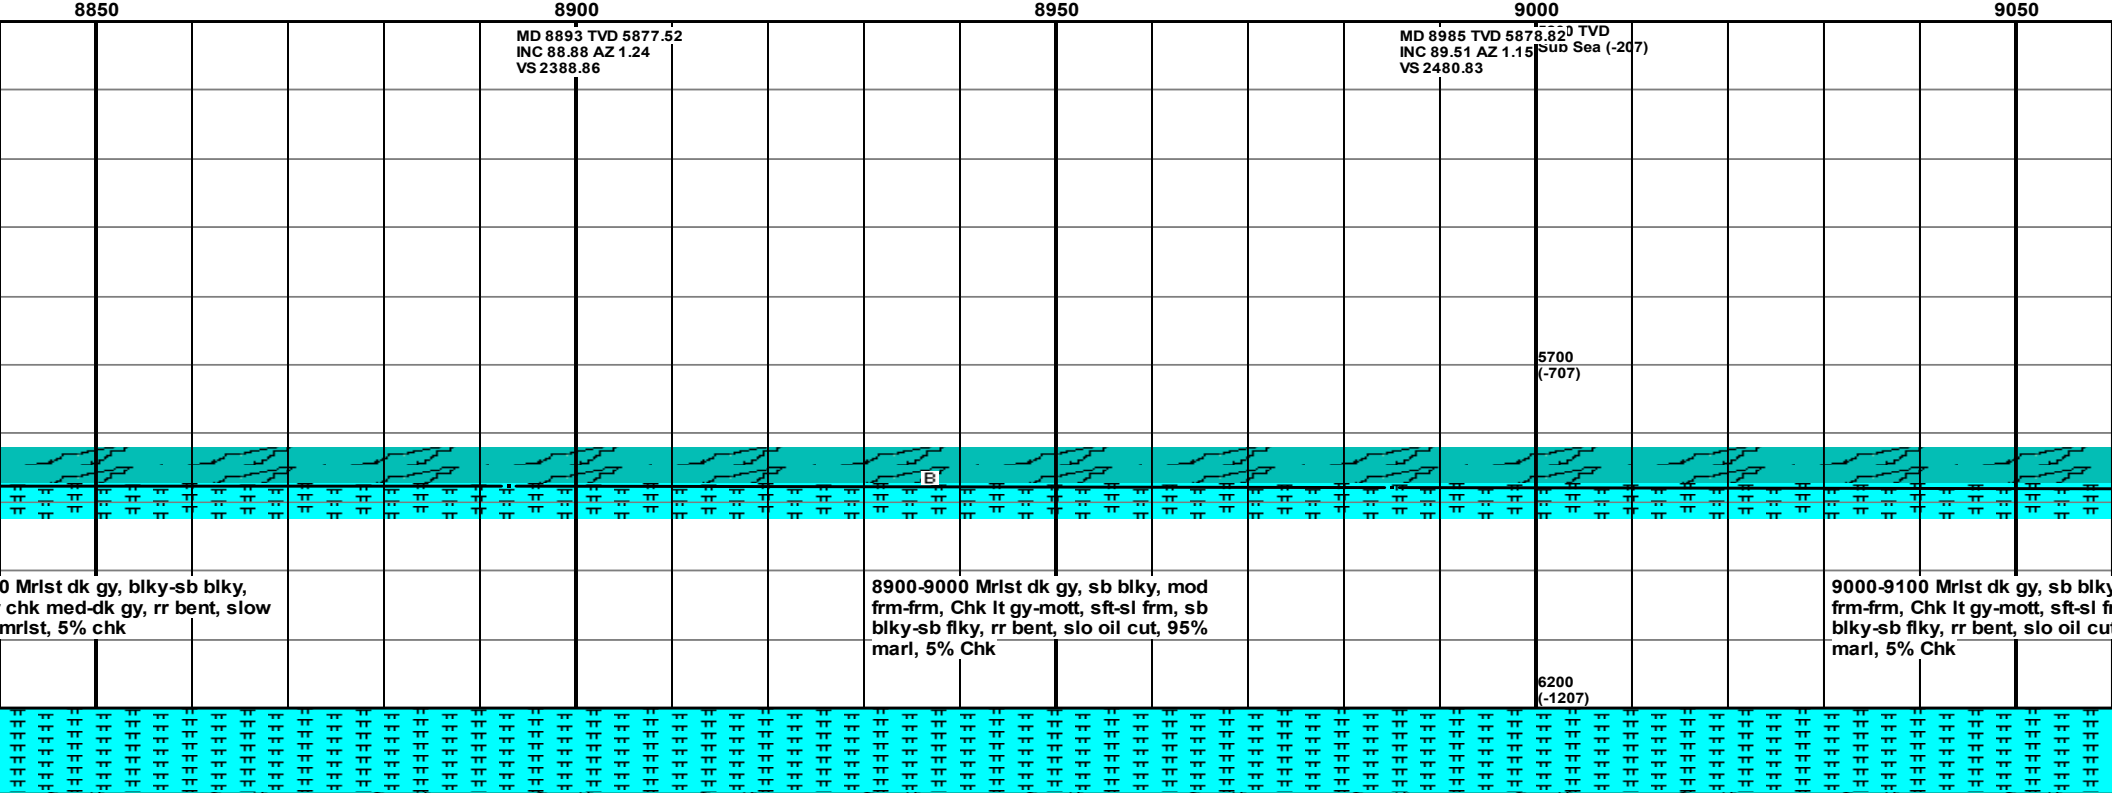 8850 8900 8950 9000 9050
MD 8893 TVD 5877.52
INC 88.88 AZ 1.24
VS 2388.86
MD 8985 TVD 5878.82
INC 89.51 AZ 1.15
VS 2480.83
TVD
Sub Sea (-207)
5700
(-707)
B
0 Mrlst dk gy, blky-sb blky,
chk med-dk gy, rr bent, slow
mrlst, 5% chk
8900-9000 Mrlst dk gy, sb blky, mod
frm-frm, Chk lt gy-mott, sft-sl frm, sb
blky-sb flky, rr bent, slo oil cut, 95%
marl, 5% Chk
9000-9100 Mrlst dk gy, sb blky
frm-frm, Chk lt gy-mott, sft-sl
blky-sb flky, rr bent, slo oil cut
marl, 5% Chk
6200
(-1207)